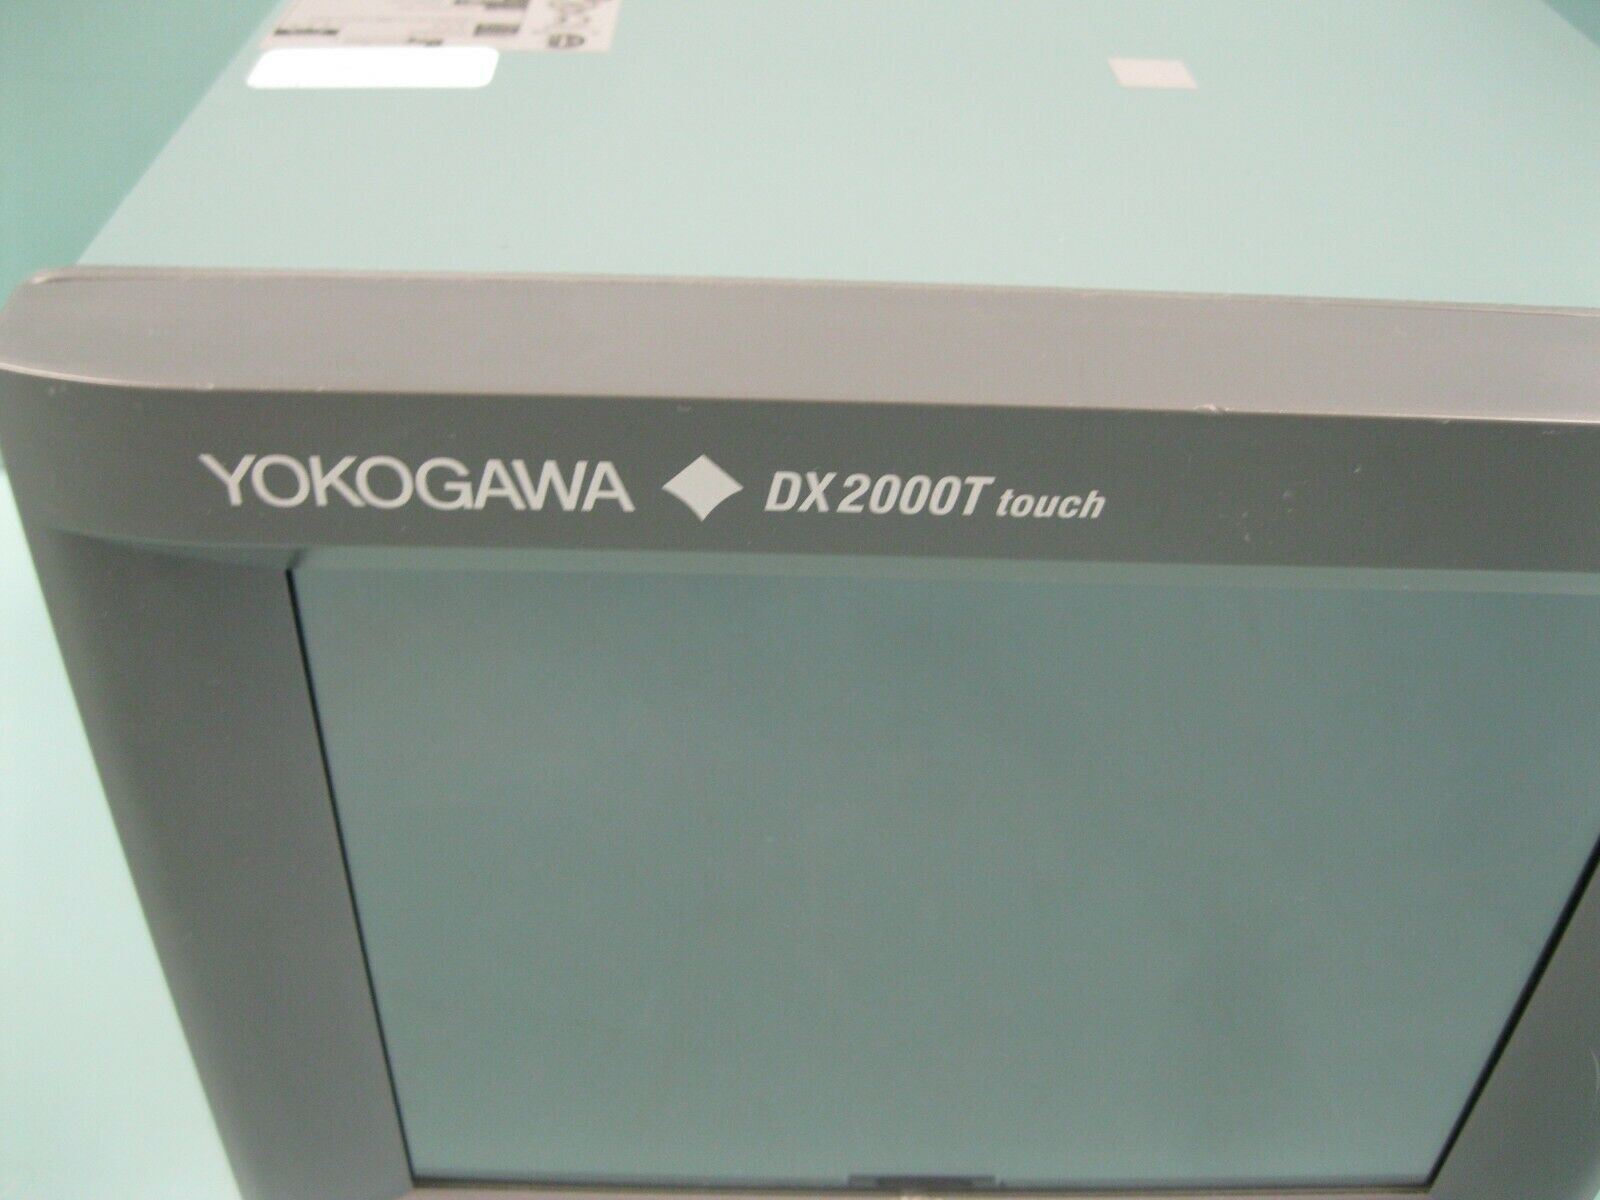 YOKOGAWA ◆ DX2000T touch